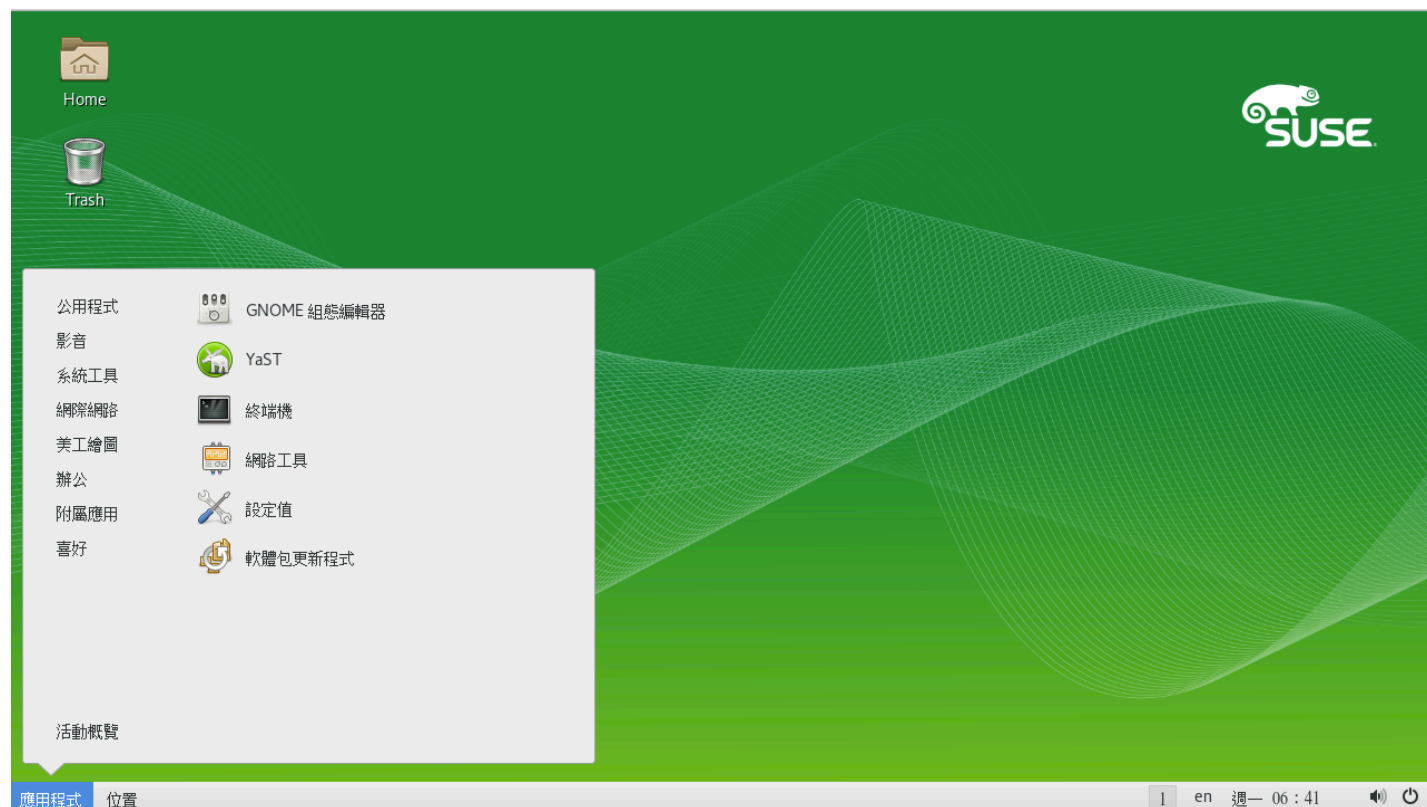 Home
SUSE
Trash
公用程式
影音
系統工具
網際網路
美工繪圖
辦公
附屬應用
喜好
GNOME 組態編輯器
YaST
終端機
網路工具
設定值
軟體包更新程式
活動概覽
應用程式 位置 1 en 週一 06：41